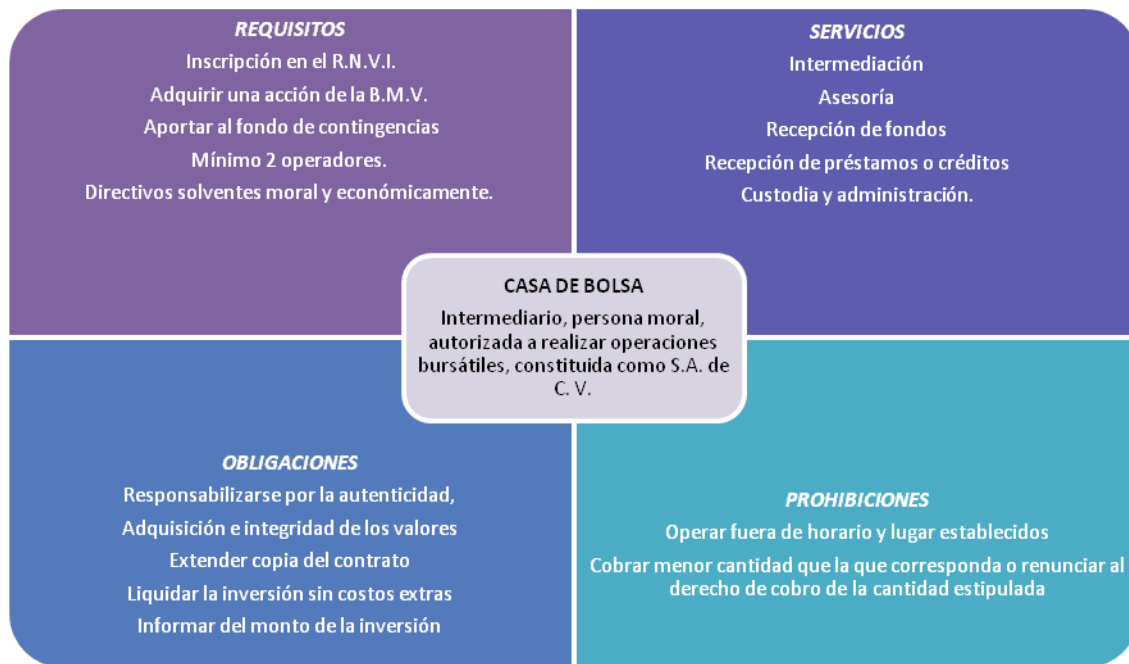 REQUISITOS
Inscripción en el R.N.V.I.
Adquirir una acción de la B.M.V.
Aportar al fondo de contingencias
Mínimo 2 operadores.
Directivos solventes moral y económicamente.
SERVICIOS
Intermediación
Asesoría
Recepción de fondos
Recepción de préstamos o créditos
Custodia y administración.
CASA DE BOLSA
Intermediario, persona moral,
autorizada a realizar operaciones
bursátiles, constituida como S.A. de
C. V.
OBLIGACIONES
Responsabilizarse por la autenticidad,
Adquisición e integridad de los valores
Extender copia del contrato
Liquidar la inversión sin costos extras
Informar del monto de la inversión
PROHIBICIONES
Operar fuera de horario y lugar establecidos
Cobrar menor cantidad que la que corresponda o renunciar al
derecho de cobro de la cantidad estipulada